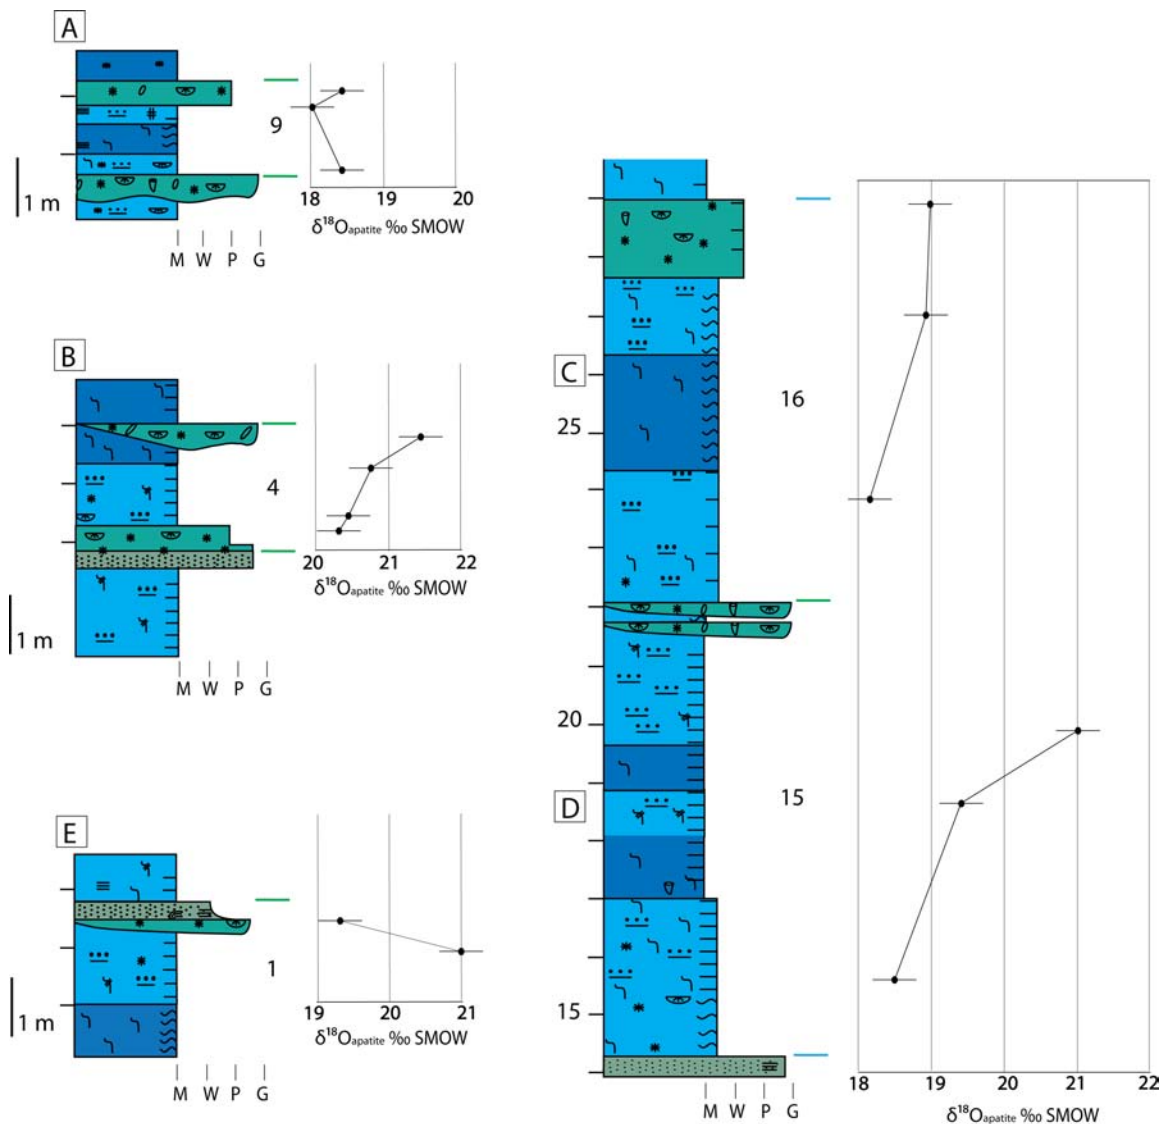 A
9
1 m
18 19 20
δ¹⁸Oapatite ‰ SMOW
M W P G
B
4
1 m
20 21 22
δ¹⁸Oapatite ‰ SMOW
M W P G
E
1
1 m
19 20 21
δ¹⁸Oapatite ‰ SMOW
M W P G
C
16
25
20
15
D
15
18 19 20 21 22
M W P G
δ¹⁸Oapatite ‰ SMOW